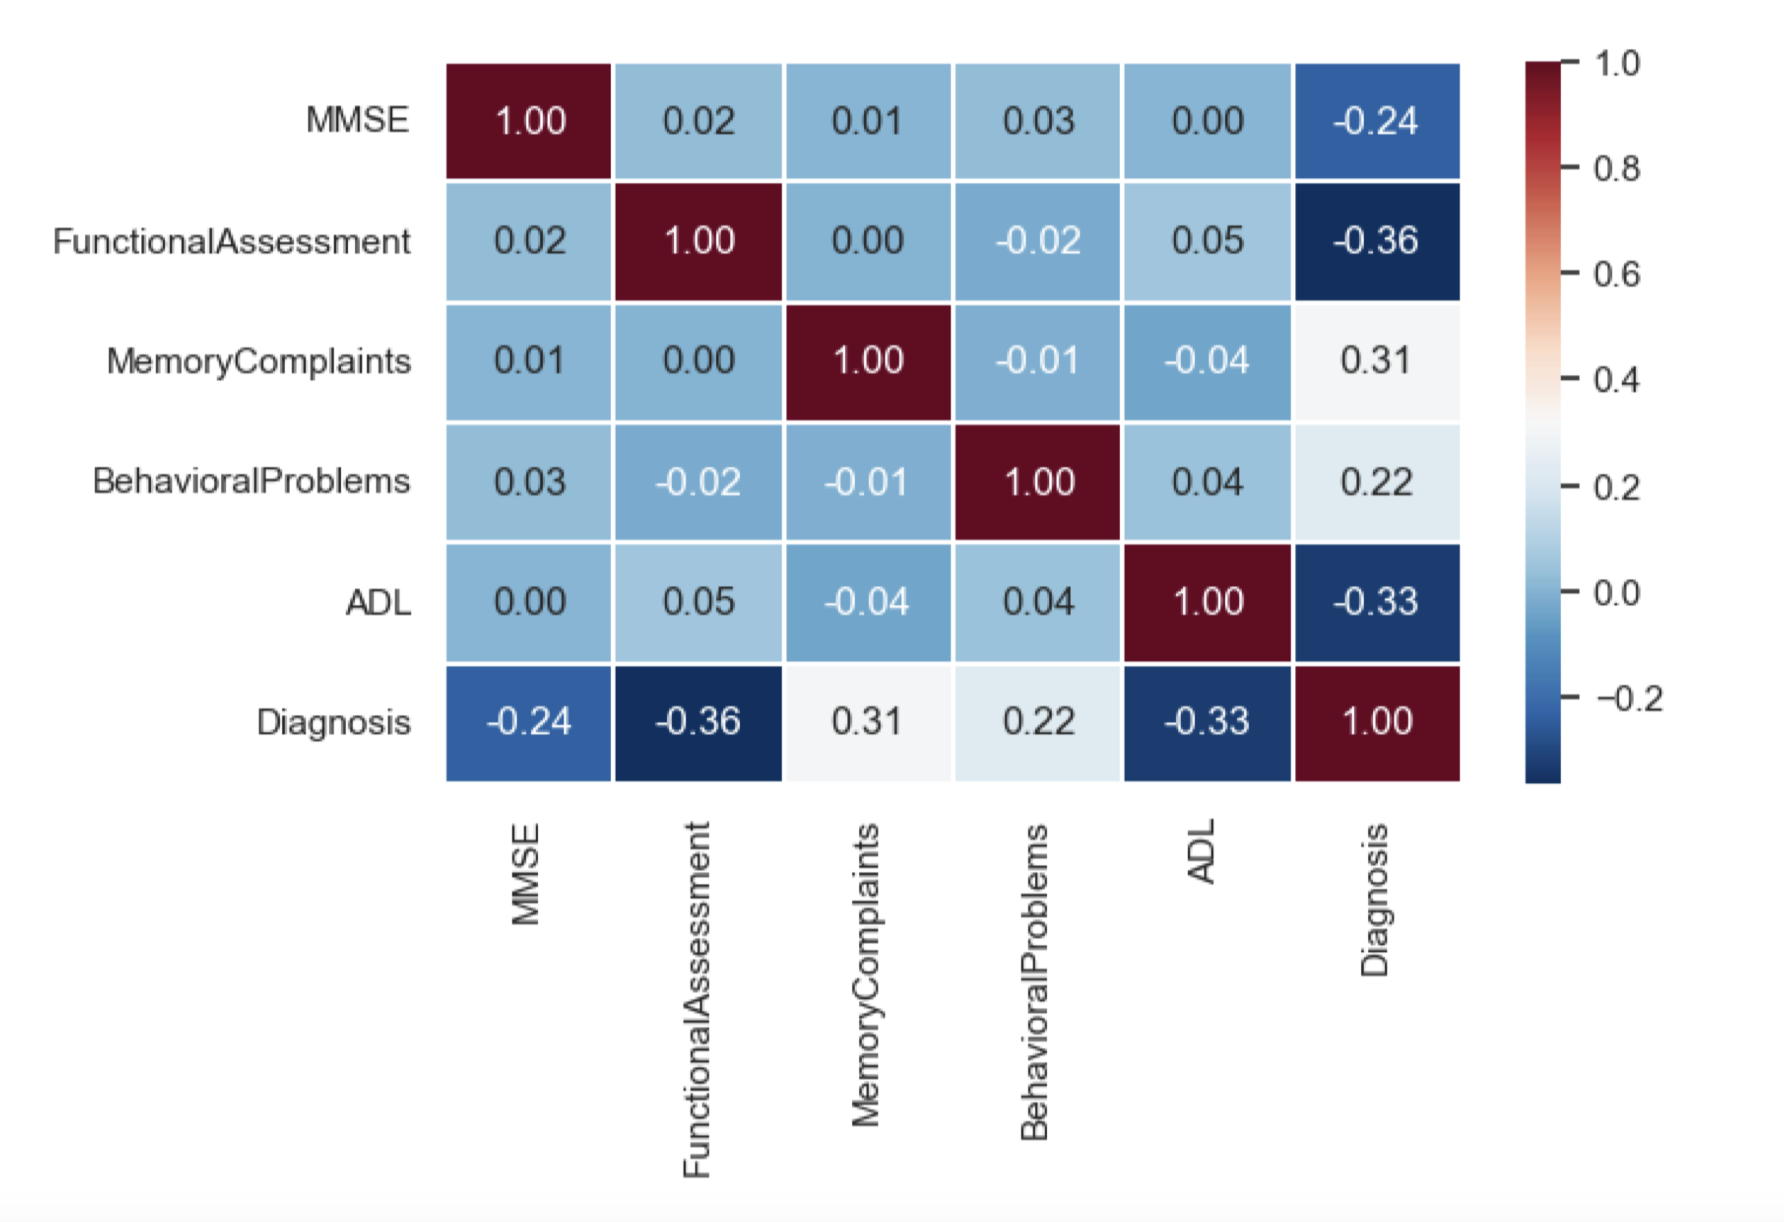 MMSE 1.00 0.02 0.01 0.03 0.00 -0.24
FunctionalAssessment 0.02 1.00 0.00 -0.02 0.05 -0.36
MemoryComplaints 0.01 0.00 1.00 -0.01 -0.04 0.31
BehavioralProblems 0.03 -0.02 -0.01 1.00 0.04 0.22
ADL 0.00 0.05 -0.04 0.04 1.00 -0.33
Diagnosis -0.24 -0.36 0.31 0.22 -0.33 1.00
MMSE
FunctionalAssessment
MemoryComplaints
BehavioralProblems
ADL
Diagnosis
1.0
0.8
0.6
0.4
0.2
0.0
−0.2